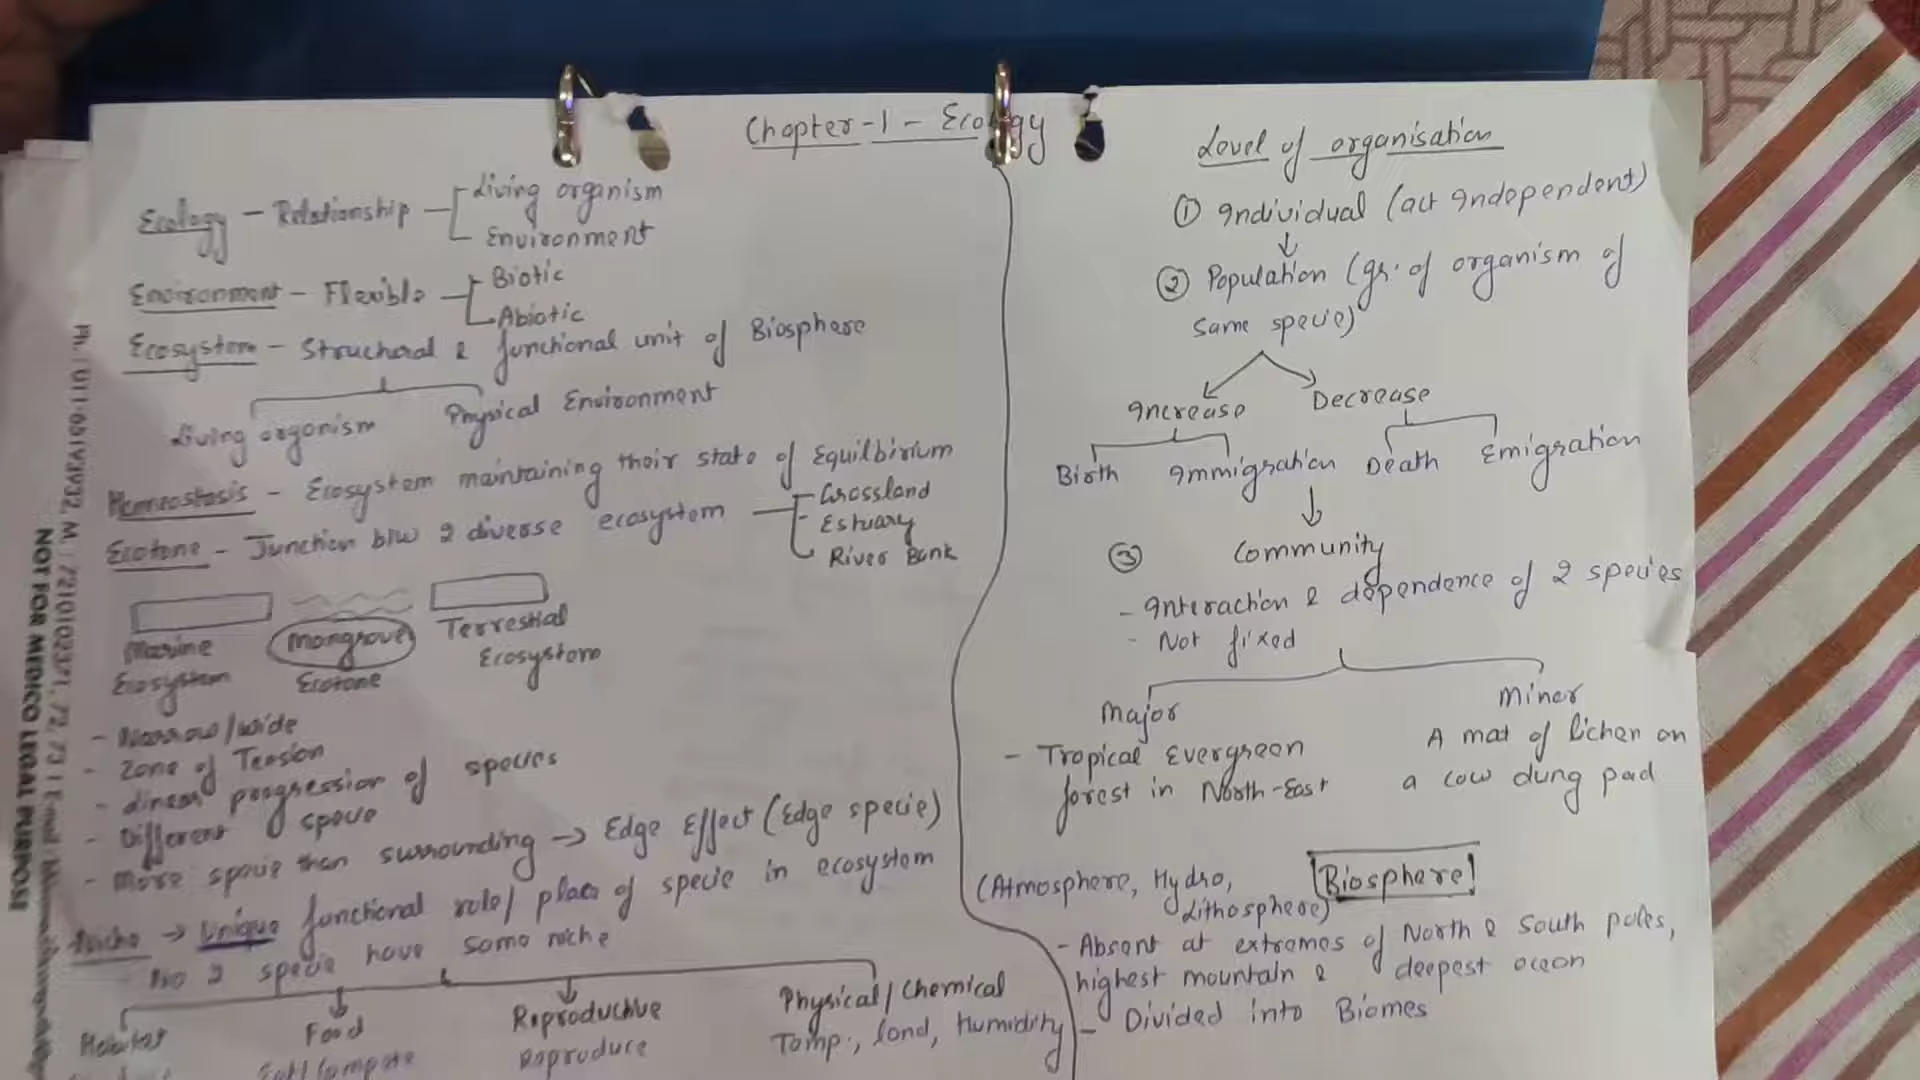 Chapter-1 - Ecology
Ecology - Relationship
Living organism
Environment
Environment - Flexible
Biotic
Abiotic
Ecosystem - Structural & functional unit of Biosphere
Living organism
Physical Environment
Homeostasis - Ecosystem maintaining their state of Equilbirium
Ecotone - Junction b/w 2 diverse ecosystem
Grossland
Estuary
River Bank
Marine
Ecosystem
Mangrove
Ecotone
Terrestial
Ecosystem
- Narrow/wide
- Zone of Tension
- Linear progression of species
- Different specie
- More specie than surrounding → Edge Effect (Edge specie)
Niche → Unique functional role/ place of specie in ecosystem
- No 2 specie have same niche
Habitat
Food
Eat/Compete
Reproductive
Reproduce
Physical/Chemical
Temp., land, Humidity
Level of organisation
① Individual (act Independent)
↓
② Population (gr. of organism of
same specie)
Increase
Decrease
Birth Immigration Death Emigration
↓
③ Community
- Interaction & dependence of 2 species
- Not fixed
Major
- Tropical Evergreen
forest in North-East
Minor
A mat of lichen on
a cow dung pad
Biosphere!
(Atmosphere, Hydro,
Lithosphere)
- Absent at extremes of North & South poles,
highest mountain & deepest ocean
- Divided into Biomes
NOT FOR MEDICO LEGAL PURPOSE